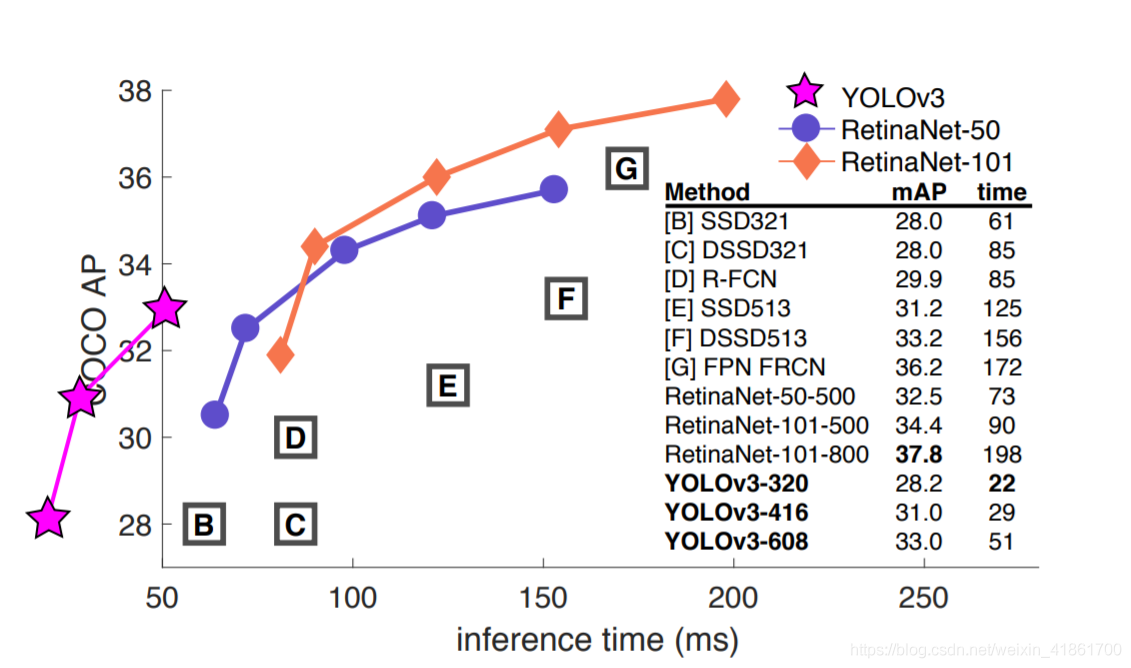 38
36
34
32
30
28
COCO AP
50
100
150
200
250
inference time (ms)
B
C
D
E
F
G
YOLOv3
RetinaNet-50
RetinaNet-101
Method mAP time
[B] SSD321 28.0 61
[C] DSSD321 28.0 85
[D] R-FCN 29.9 85
[E] SSD513 31.2 125
[F] DSSD513 33.2 156
[G] FPN FRCN 36.2 172
RetinaNet-50-500 32.5 73
RetinaNet-101-500 34.4 90
RetinaNet-101-800 37.8 198
YOLOv3-320 28.2 22
YOLOv3-416 31.0 29
YOLOv3-608 33.0 51
https://blog.csdn.net/weixin_41861700